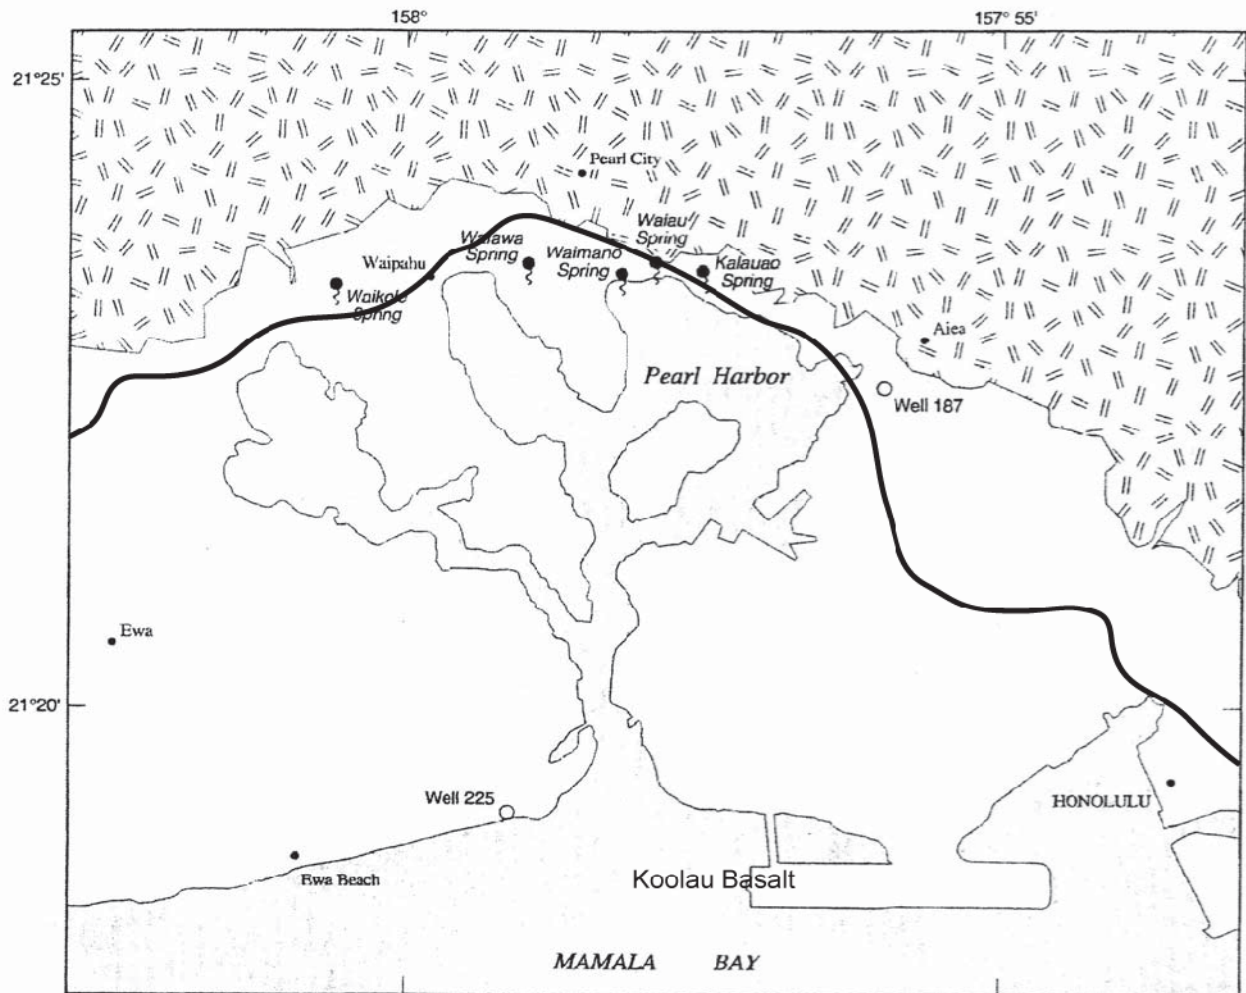 158°
157° 55'
21°25'
Pearl City
Waiau
Spring
Waiawa
Spring
Waimano
Spring
Kalauao
Spring
Waipahu
Waikele
Spring
Aiea
Pearl Harbor
Well 187
Ewa
21°20'
Well 225
HONOLULU
Ewa Beach
Koolau Basalt
MAMALA BAY